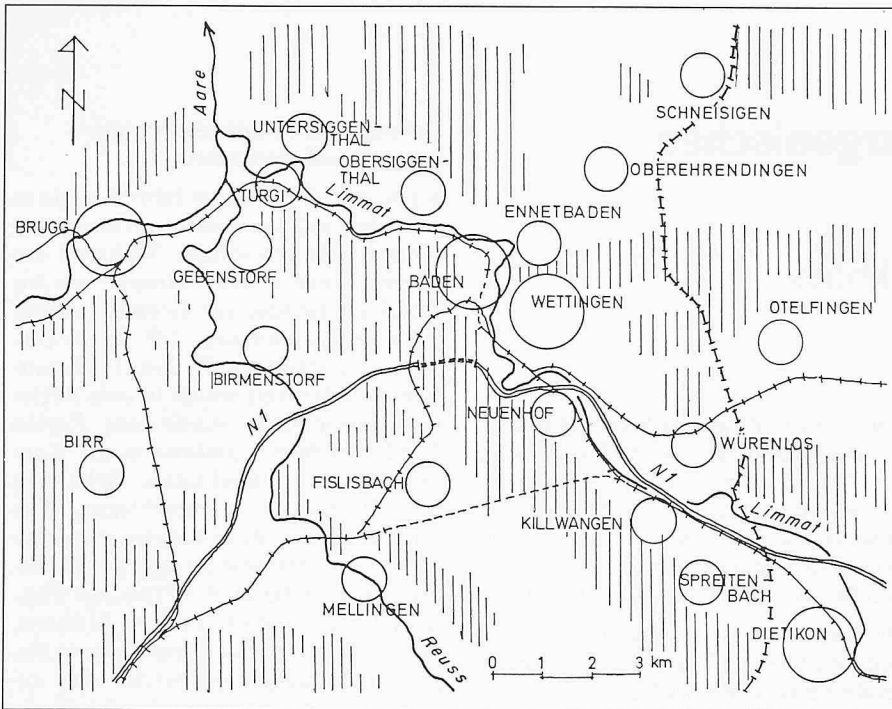 N
Aare
SCHNEISIGEN
UNTERSIGGEN-
THAL
OBERSIGGEN-
THAL
OBEREHRENDINGEN
TURGI
Limmat
ENNETBADEN
BRUGG
GEBENSTORF
BADEN
WETTINGEN
OTELFINGEN
BIRMENSTORF
N1
NEUENHOF
BIRR
WÜRENLOS
FISLISBACH
N1
KILLWANGEN
Limmat
SPREITEN-
BACH
MELLINGEN
DIETIKON
Reuss
0 1 2 3 km